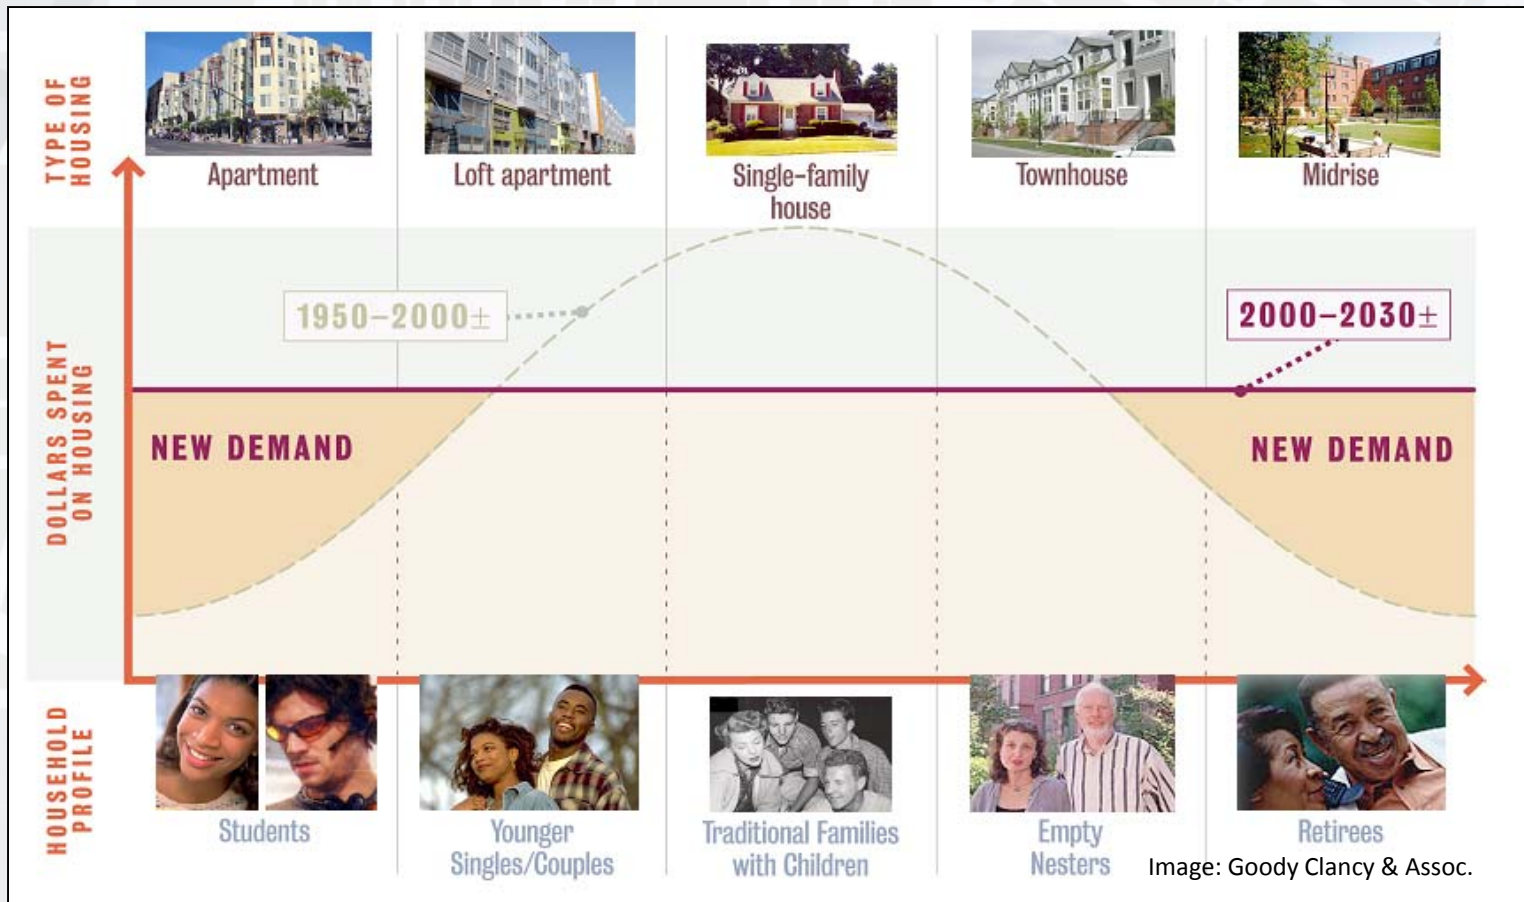 TYPE OF
HOUSING
Apartment
Loft apartment
Single-family
house
Townhouse
Midrise
1950–2000±
2000–2030±
DOLLARS SPENT
ON HOUSING
NEW DEMAND
NEW DEMAND
HOUSEHOLD
PROFILE
Students
Younger
Singles/Couples
Traditional Families
with Children
Empty
Nesters
Retirees
Image: Goody Clancy & Assoc.